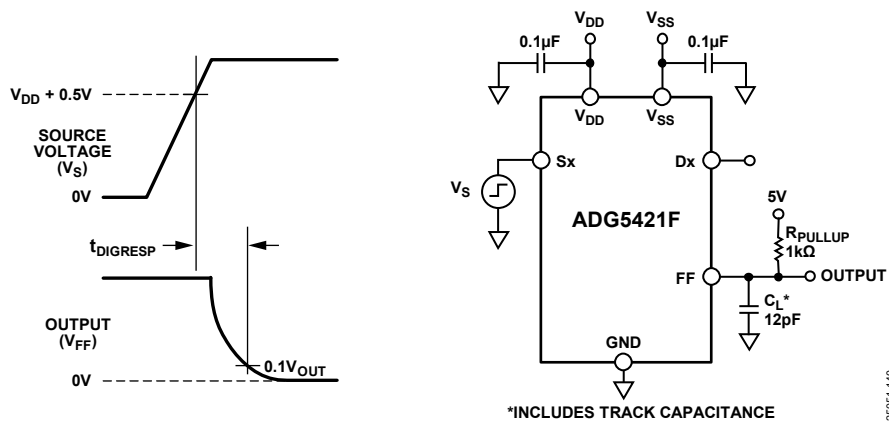 V_DD + 0.5V
SOURCE
VOLTAGE
(V_S)
0V
t_DIGRESP
OUTPUT
(V_FF)
0V
0.1V_OUT
V_DD
V_SS
0.1µF
0.1µF
V_DD
V_SS
Sx
Dx
V_S
ADG5421F
5V
R_PULLUP
1kΩ
FF
OUTPUT
C_L*
12pF
GND
*INCLUDES TRACK CAPACITANCE